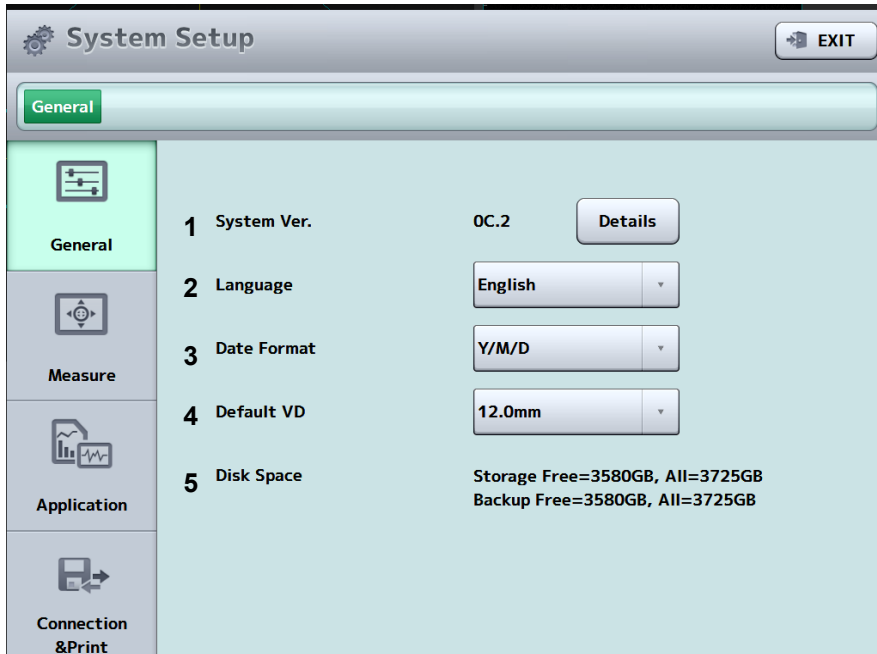 System Setup
EXIT
General
General
Measure
Application
Connection
&Print
1 System Ver. 0C.2 Details
2 Language English
3 Date Format Y/M/D
4 Default VD 12.0mm
5 Disk Space Storage Free=3580GB, All=3725GB
Backup Free=3580GB, All=3725GB